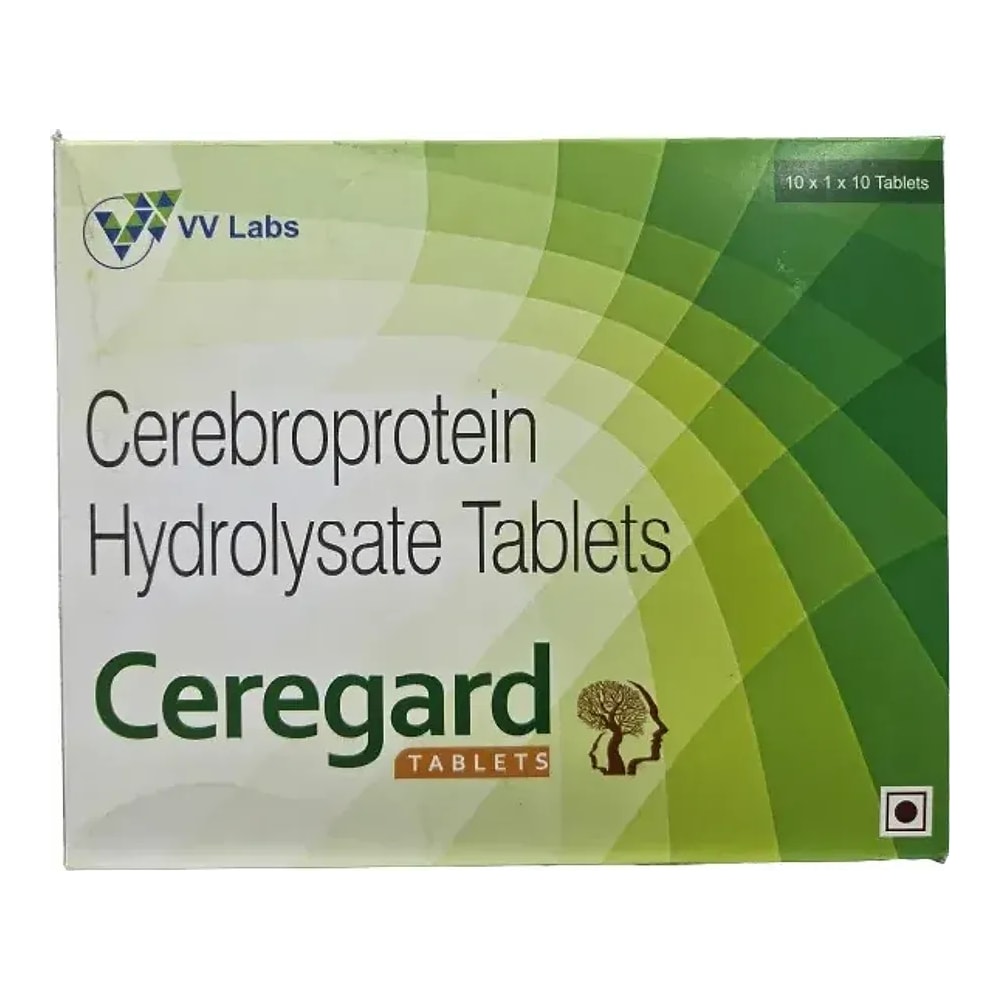 VV Labs
10 x 1 x 10 Tablets
Cerebroprotein
Hydrolysate Tablets
Ceregard
TABLETS